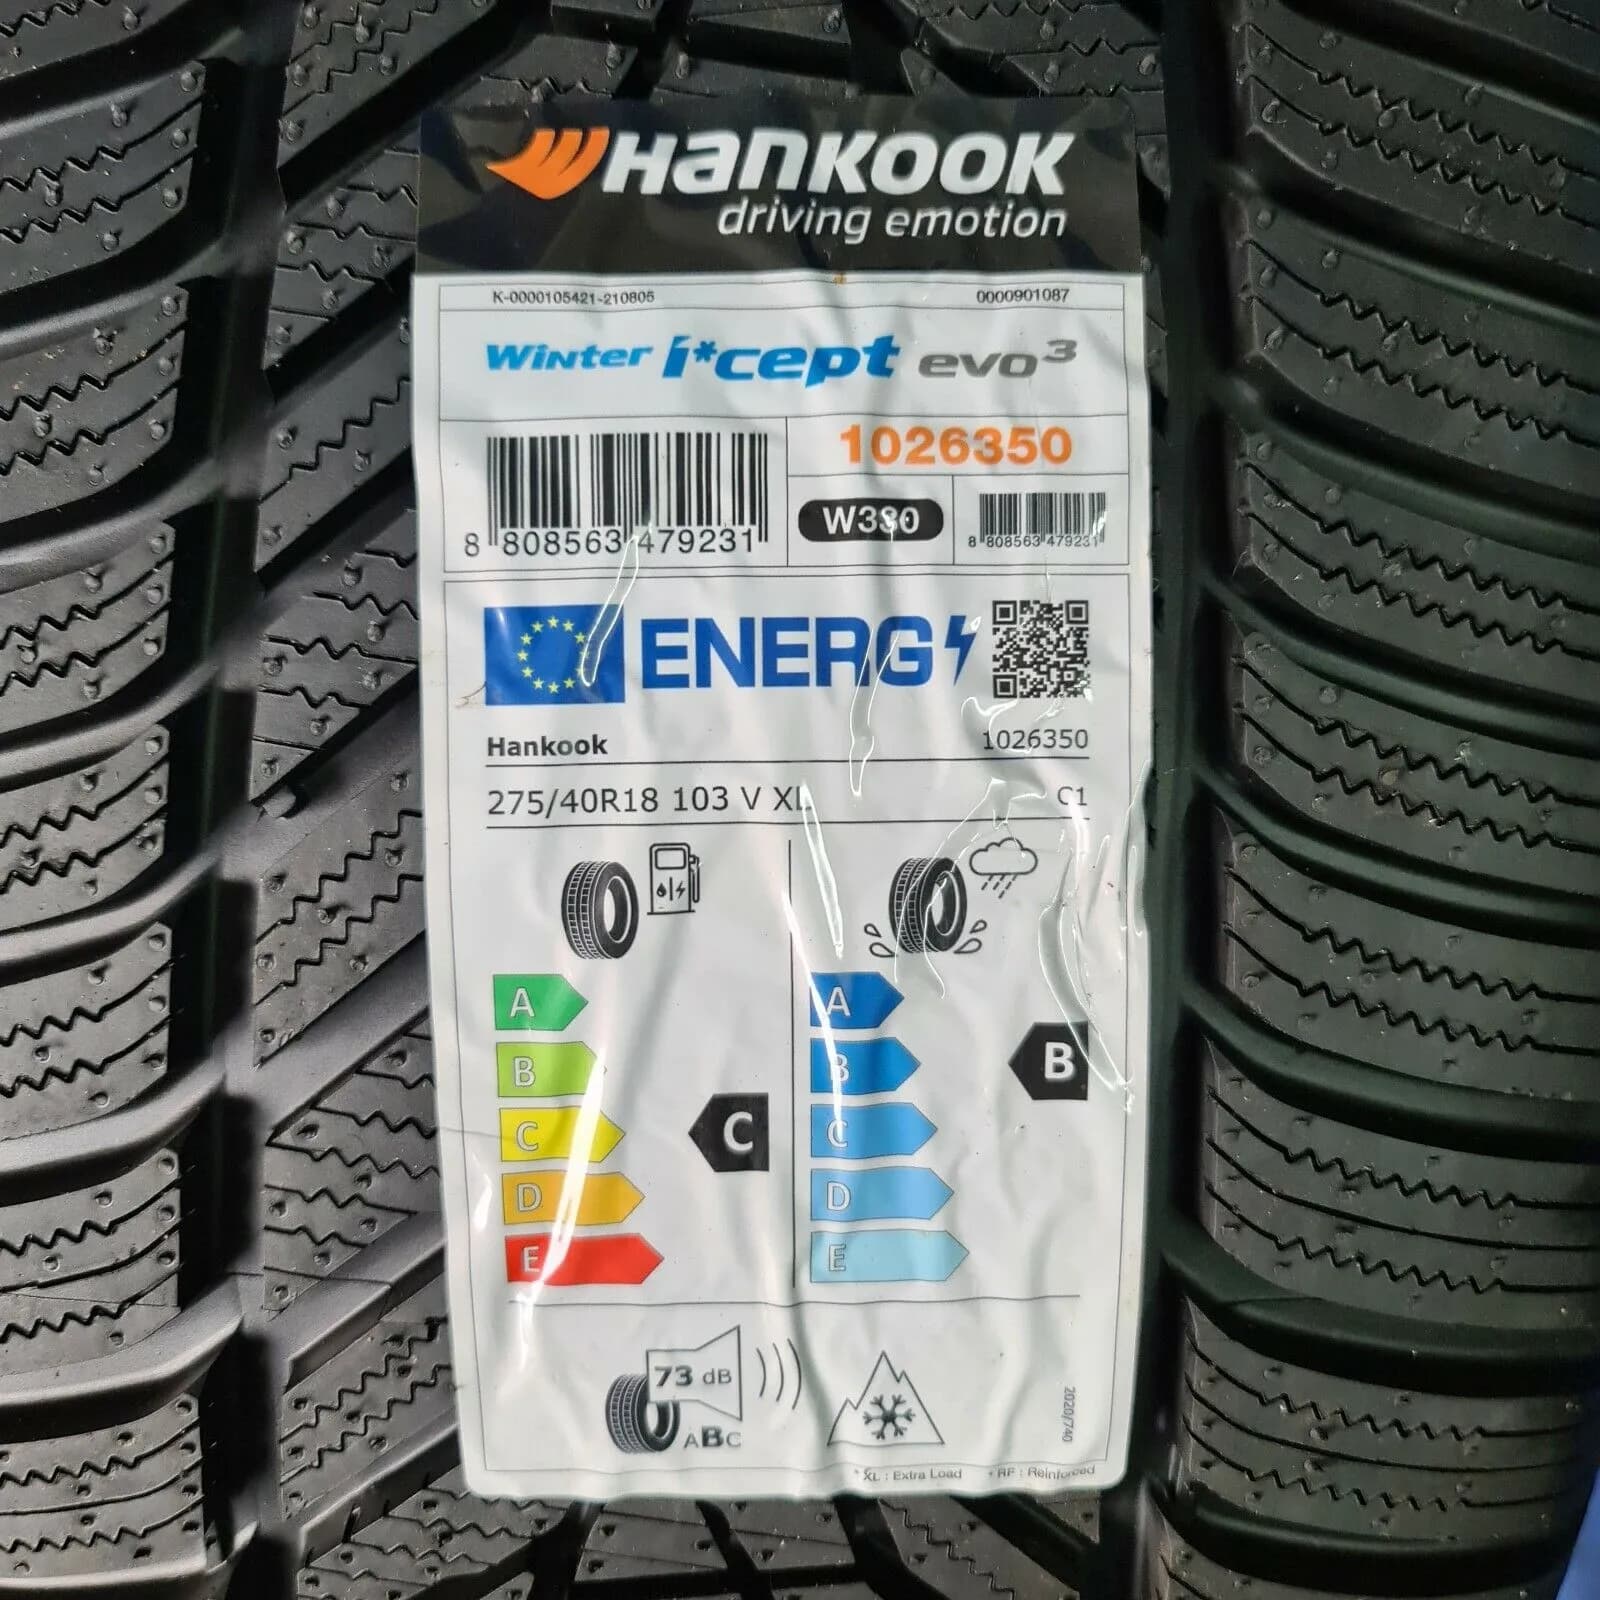 Hankook
driving emotion
K-0000105421-210805 0000901087
Winter i*cept evo³
1026350
8 808563 479231
W330
8 808563 479231
ENERG
Hankook 1026350
275/40R18 103 V XL C1
A
B
C
D
E
C
A
B
C
D
E
B
73 dB
ABC
2020/740
* XL : Extra Load * RF : Reinforced